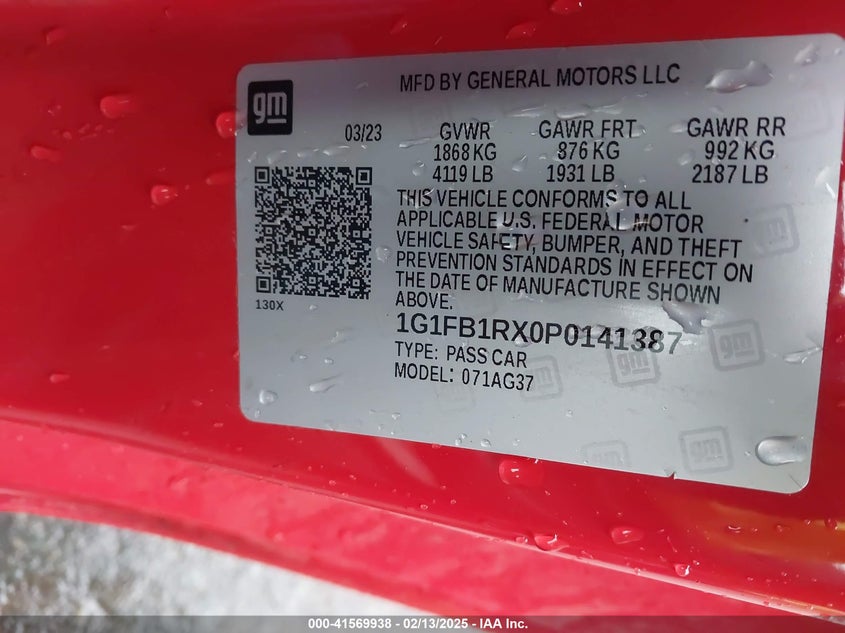 gm
MFD BY GENERAL MOTORS LLC
03/23 GVWR GAWR FRT GAWR RR
1868 KG 876 KG 992 KG
4119 LB 1931 LB 2187 LB
THIS VEHICLE CONFORMS TO ALL
APPLICABLE U.S. FEDERAL MOTOR
VEHICLE SAFETY, BUMPER, AND THEFT
PREVENTION STANDARDS IN EFFECT ON
THE DATE OF MANUFACTURE SHOWN
ABOVE.
130X
1G1FB1RX0P0141387
TYPE: PASS CAR
MODEL: 071AG37
gm
gm
gm
000-41569938 - 02/13/2025 - IAA Inc.